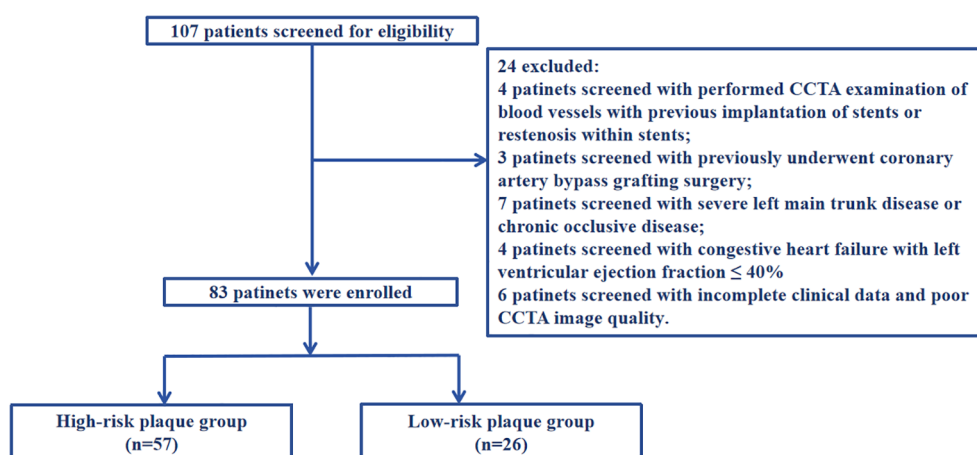 107 patients screened for eligibility
24 excluded:
4 patinets screened with performed CCTA examination of
blood vessels with previous implantation of stents or
restenosis within stents;
3 patinets screened with previously underwent coronary
artery bypass grafting surgery;
7 patinets screened with severe left main trunk disease or
chronic occlusive disease;
4 patinets screened with congestive heart failure with left
ventricular ejection fraction ≤ 40%
6 patinets screened with incomplete clinical data and poor
CCTA image quality.
83 patinets were enrolled
High-risk plaque group
(n=57)
Low-risk plaque group
(n=26)